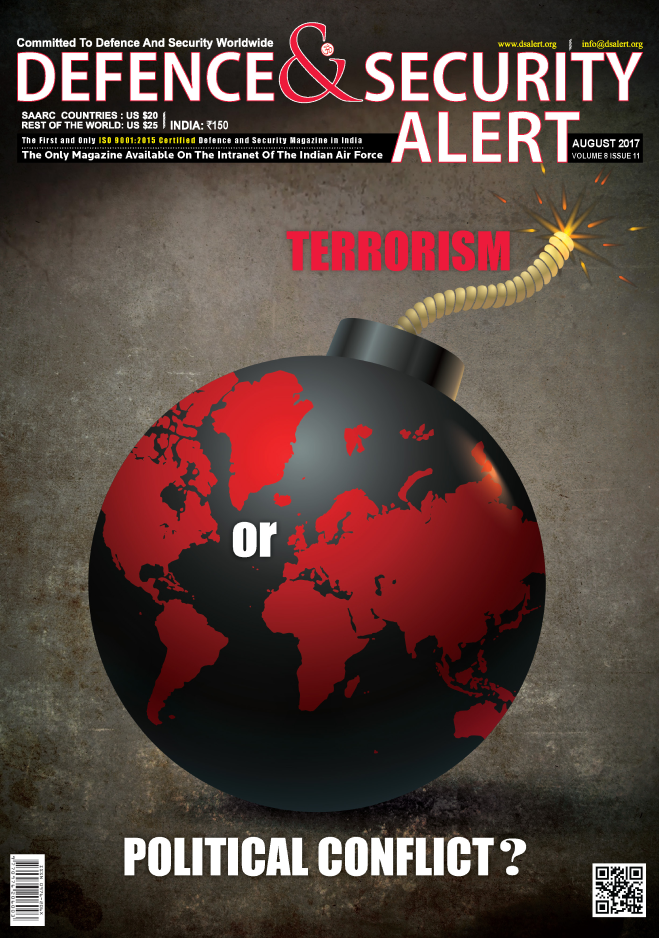 Committed To Defence And Security Worldwide
www.dsalert.org | info@dsalert.org
DEFENCE & SECURITY
ALERT
SAARC COUNTRIES : US $20
REST OF THE WORLD: US $25 | INDIA: ₹150
The First and Only ISO 9001:2015 Certified Defence and Security Magazine in India
The Only Magazine Available On The Intranet Of The Indian Air Force
AUGUST 2017
VOLUME 8 ISSUE 11
TERRORISM
or
POLITICAL CONFLICT?